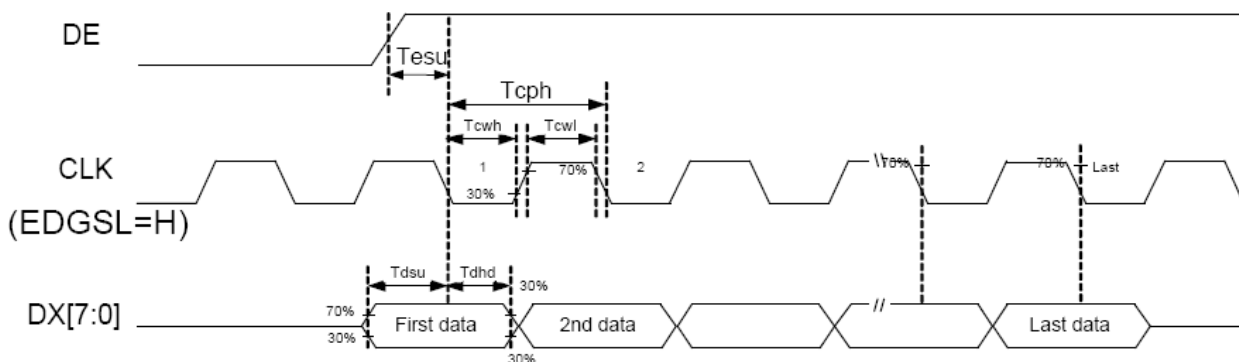 DE
Tesu
Tcph
Tcwh
Tcwl
CLK
(EDGSL=H)
1
30%
70%
2
\\
70%
70%
Last
Tdsu
Tdhd
30%
DX[7:0]
70%
30%
First data
2nd data
//
Last data
30%